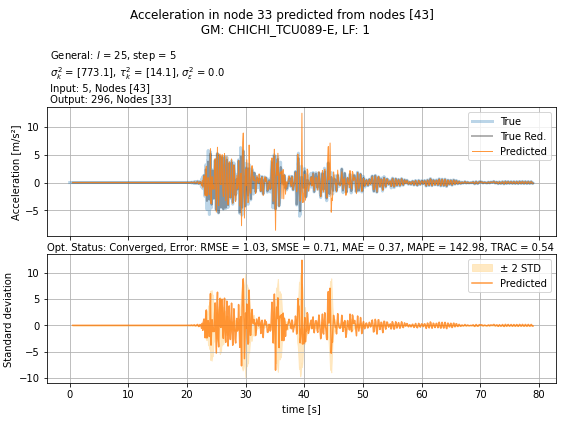 Acceleration in node 33 predicted from nodes [43]
GM: CHICHI_TCU089-E, LF: 1
General: l = 25, step = 5
σ²ₖ = [773.1], τ²ₖ = [14.1], σ²ε = 0.0
Input: 5, Nodes [43]
Output: 296, Nodes [33]
True
True Red.
Predicted
10
5
0
−5
Acceleration [m/s²]
Opt. Status: Converged, Error: RMSE = 1.03, SMSE = 0.71, MAE = 0.37, MAPE = 142.98, TRAC = 0.54
± 2 STD
Predicted
10
5
0
−5
−10
Standard deviation
0 10 20 30 40 50 60 70 80
time [s]